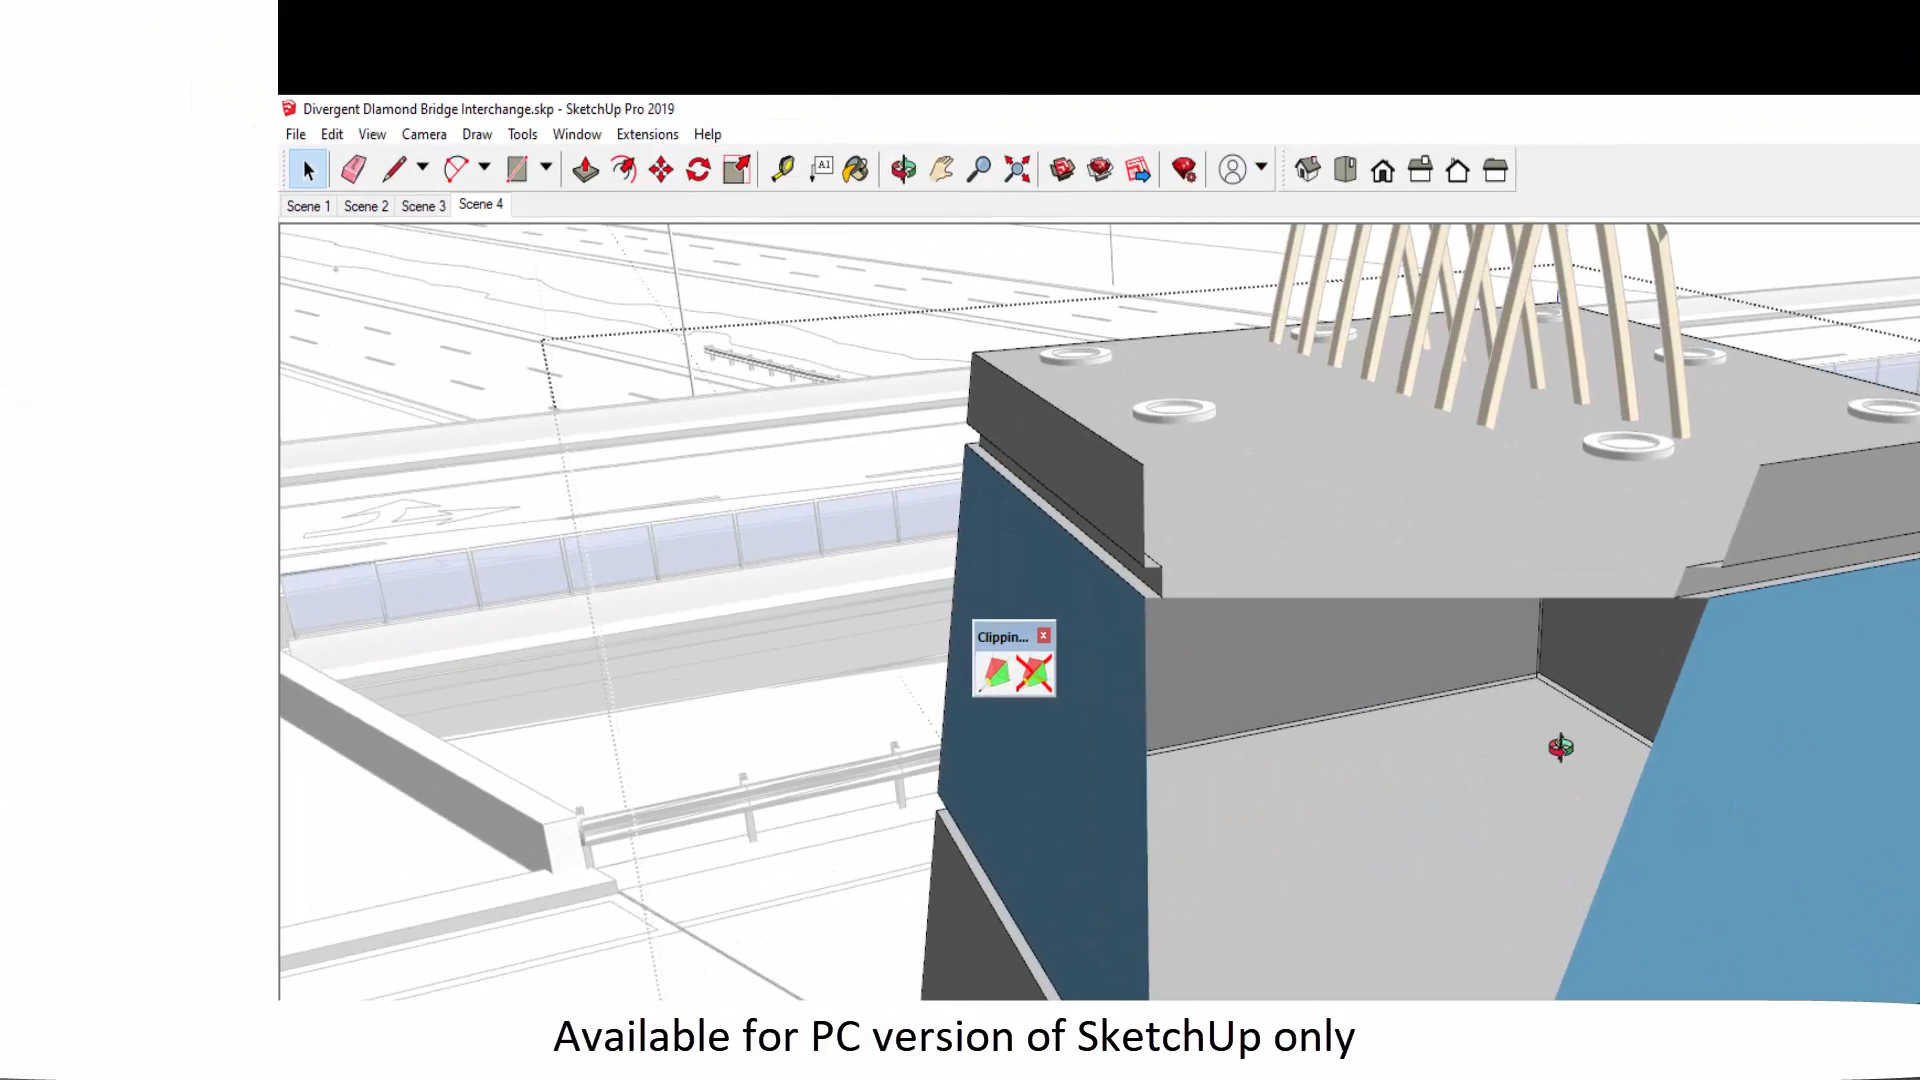 Divergent DIamond Bridge Interchange.skp - SketchUp Pro 2019
File Edit View Camera Draw Tools Window Extensions Help
A1
Scene 1 Scene 2 Scene 3 Scene 4
Clippin...
Available for PC version of SketchUp only